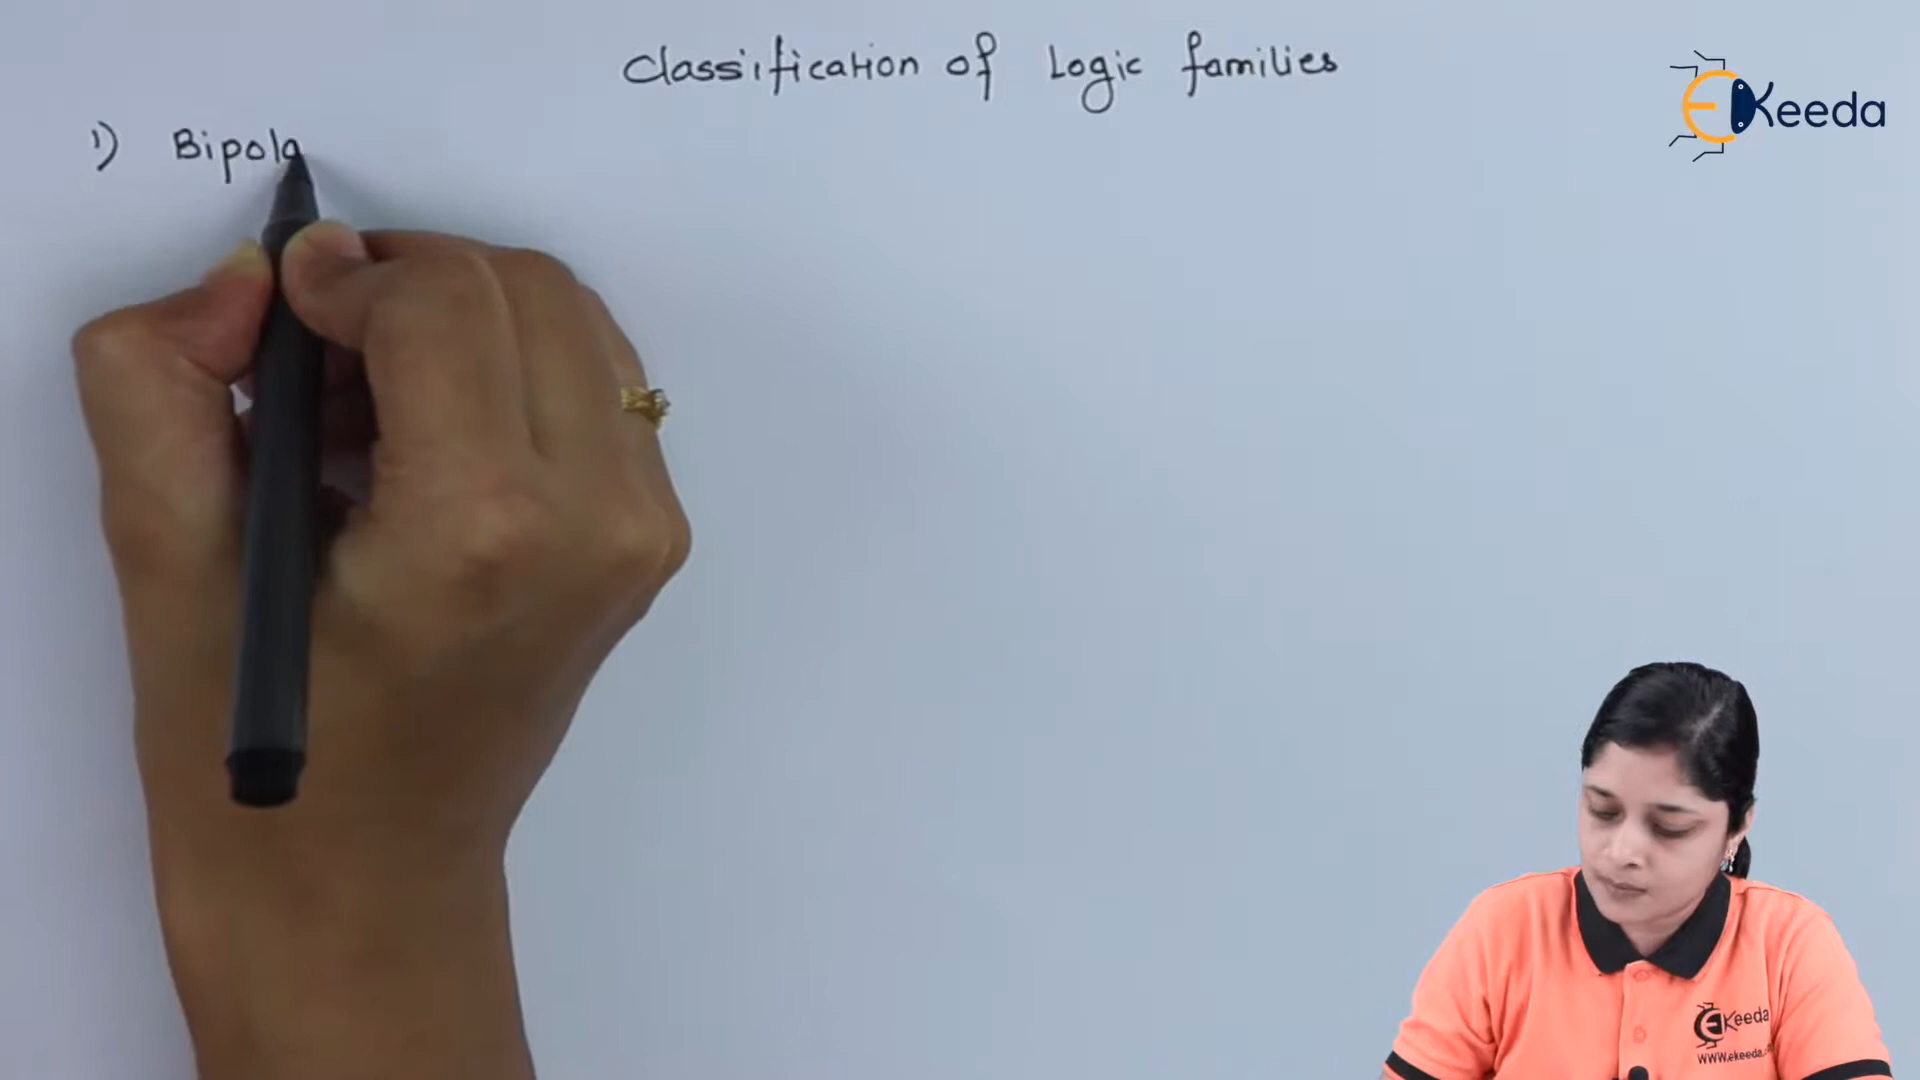 Classification of Logic families
EKeeda
1) Bipola
EKeeda
www.ekeeda.